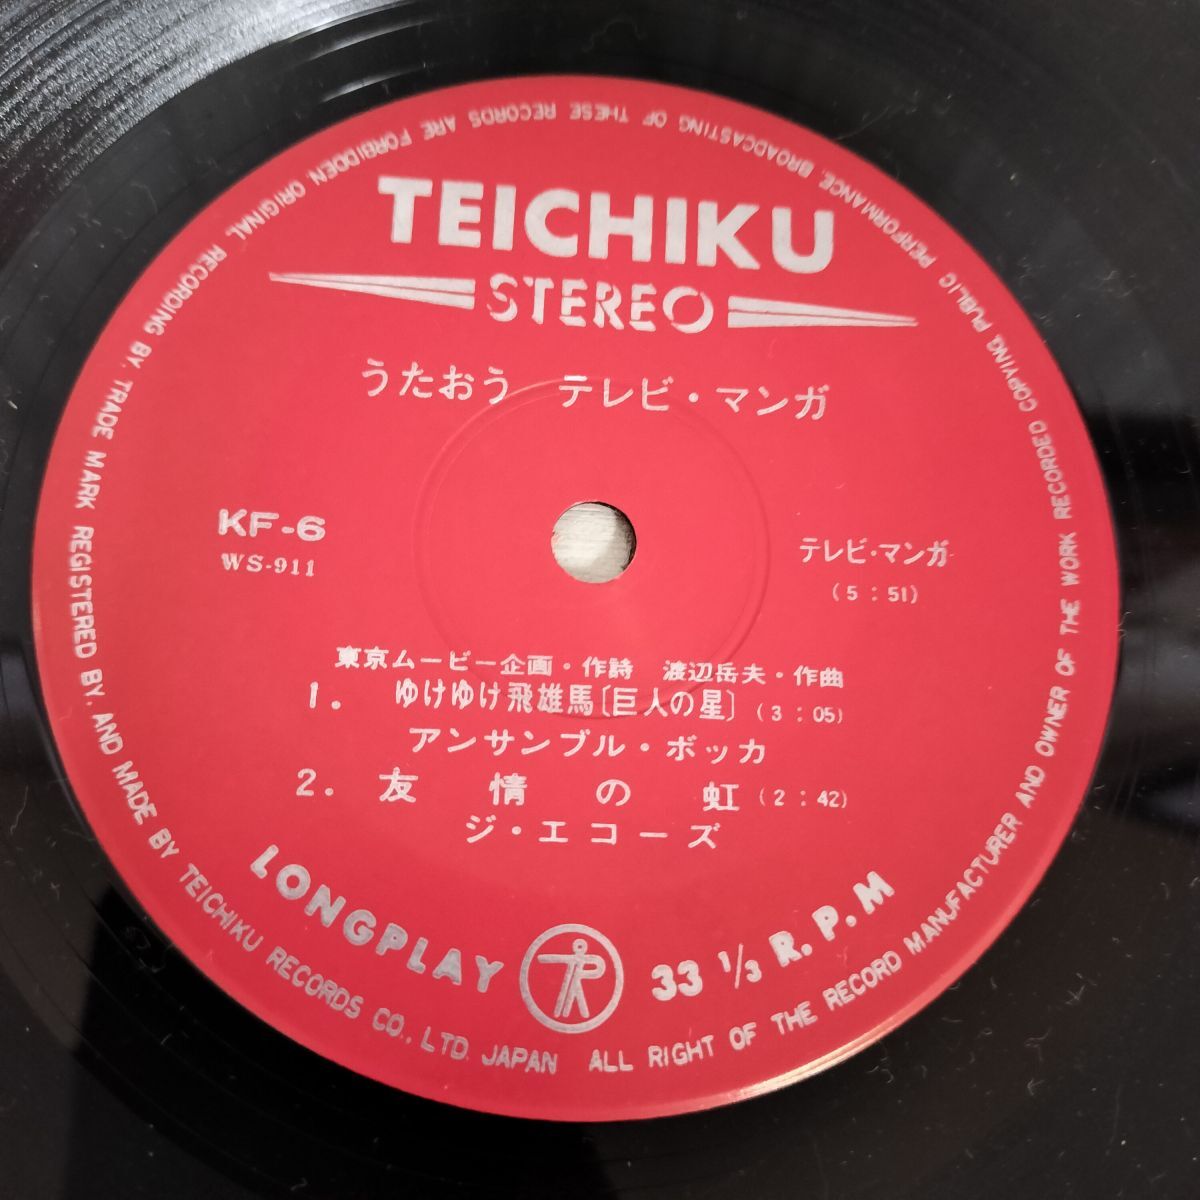 TEICHIKU
STEREO
うたおう テレビ・マンガ
KF-6
WS-911
テレビ・マンガ
(5:51)
東京ムービー企画・作詩 渡辺岳夫・作曲
1. ゆけゆけ飛雄馬〔巨人の星〕(3:05)
アンサンブル・ボッカ
2. 友情の虹(2:42)
ジ・エコーズ
LONGPLAY 33 1/3 R.P.M
ALL RIGHT OF THE RECORD MANUFACTURER AND OWNER OF THE WORK RECORDED COPYING, PUBLIC PERFORMANCE, BROADCASTING OF THESE RECORDS ARE FORBIDDEN ORIGINAL RECORDING BY. TRADE MARK REGISTERED BY. AND MADE BY TEICHIKU RECORDS CO., LTD. JAPAN